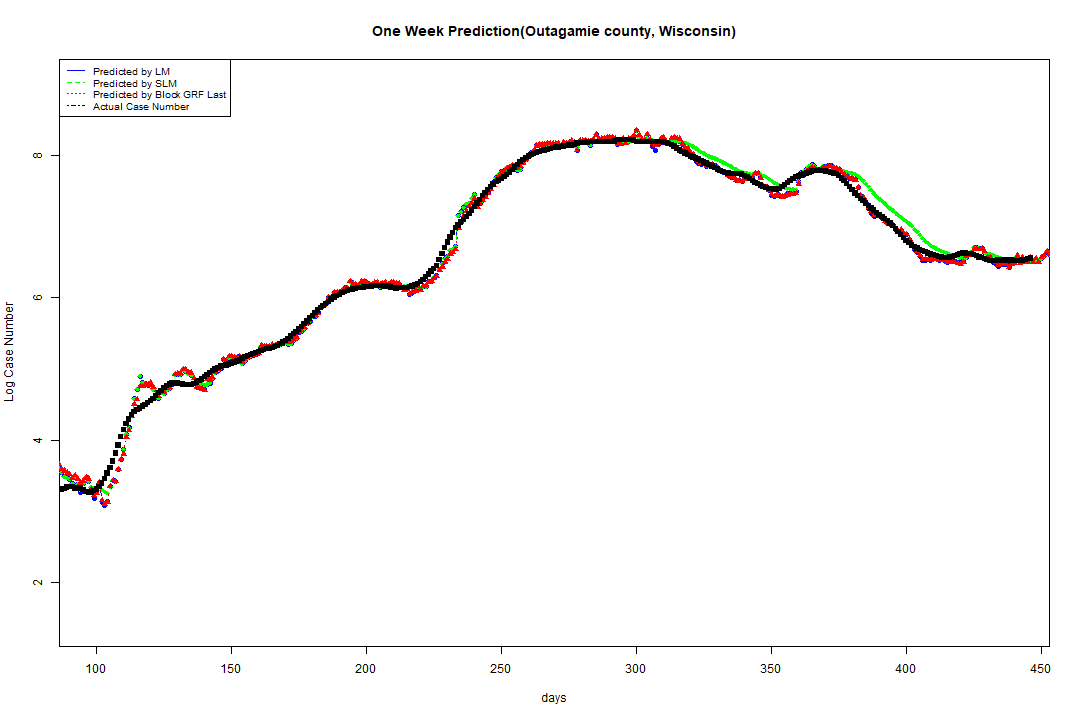 One Week Prediction(Outagamie county, Wisconsin)
Predicted by LM
Predicted by SLM
Predicted by Block GRF Last
Actual Case Number
8
6
4
2
Log Case Number
100 150 200 250 300 350 400 450
days